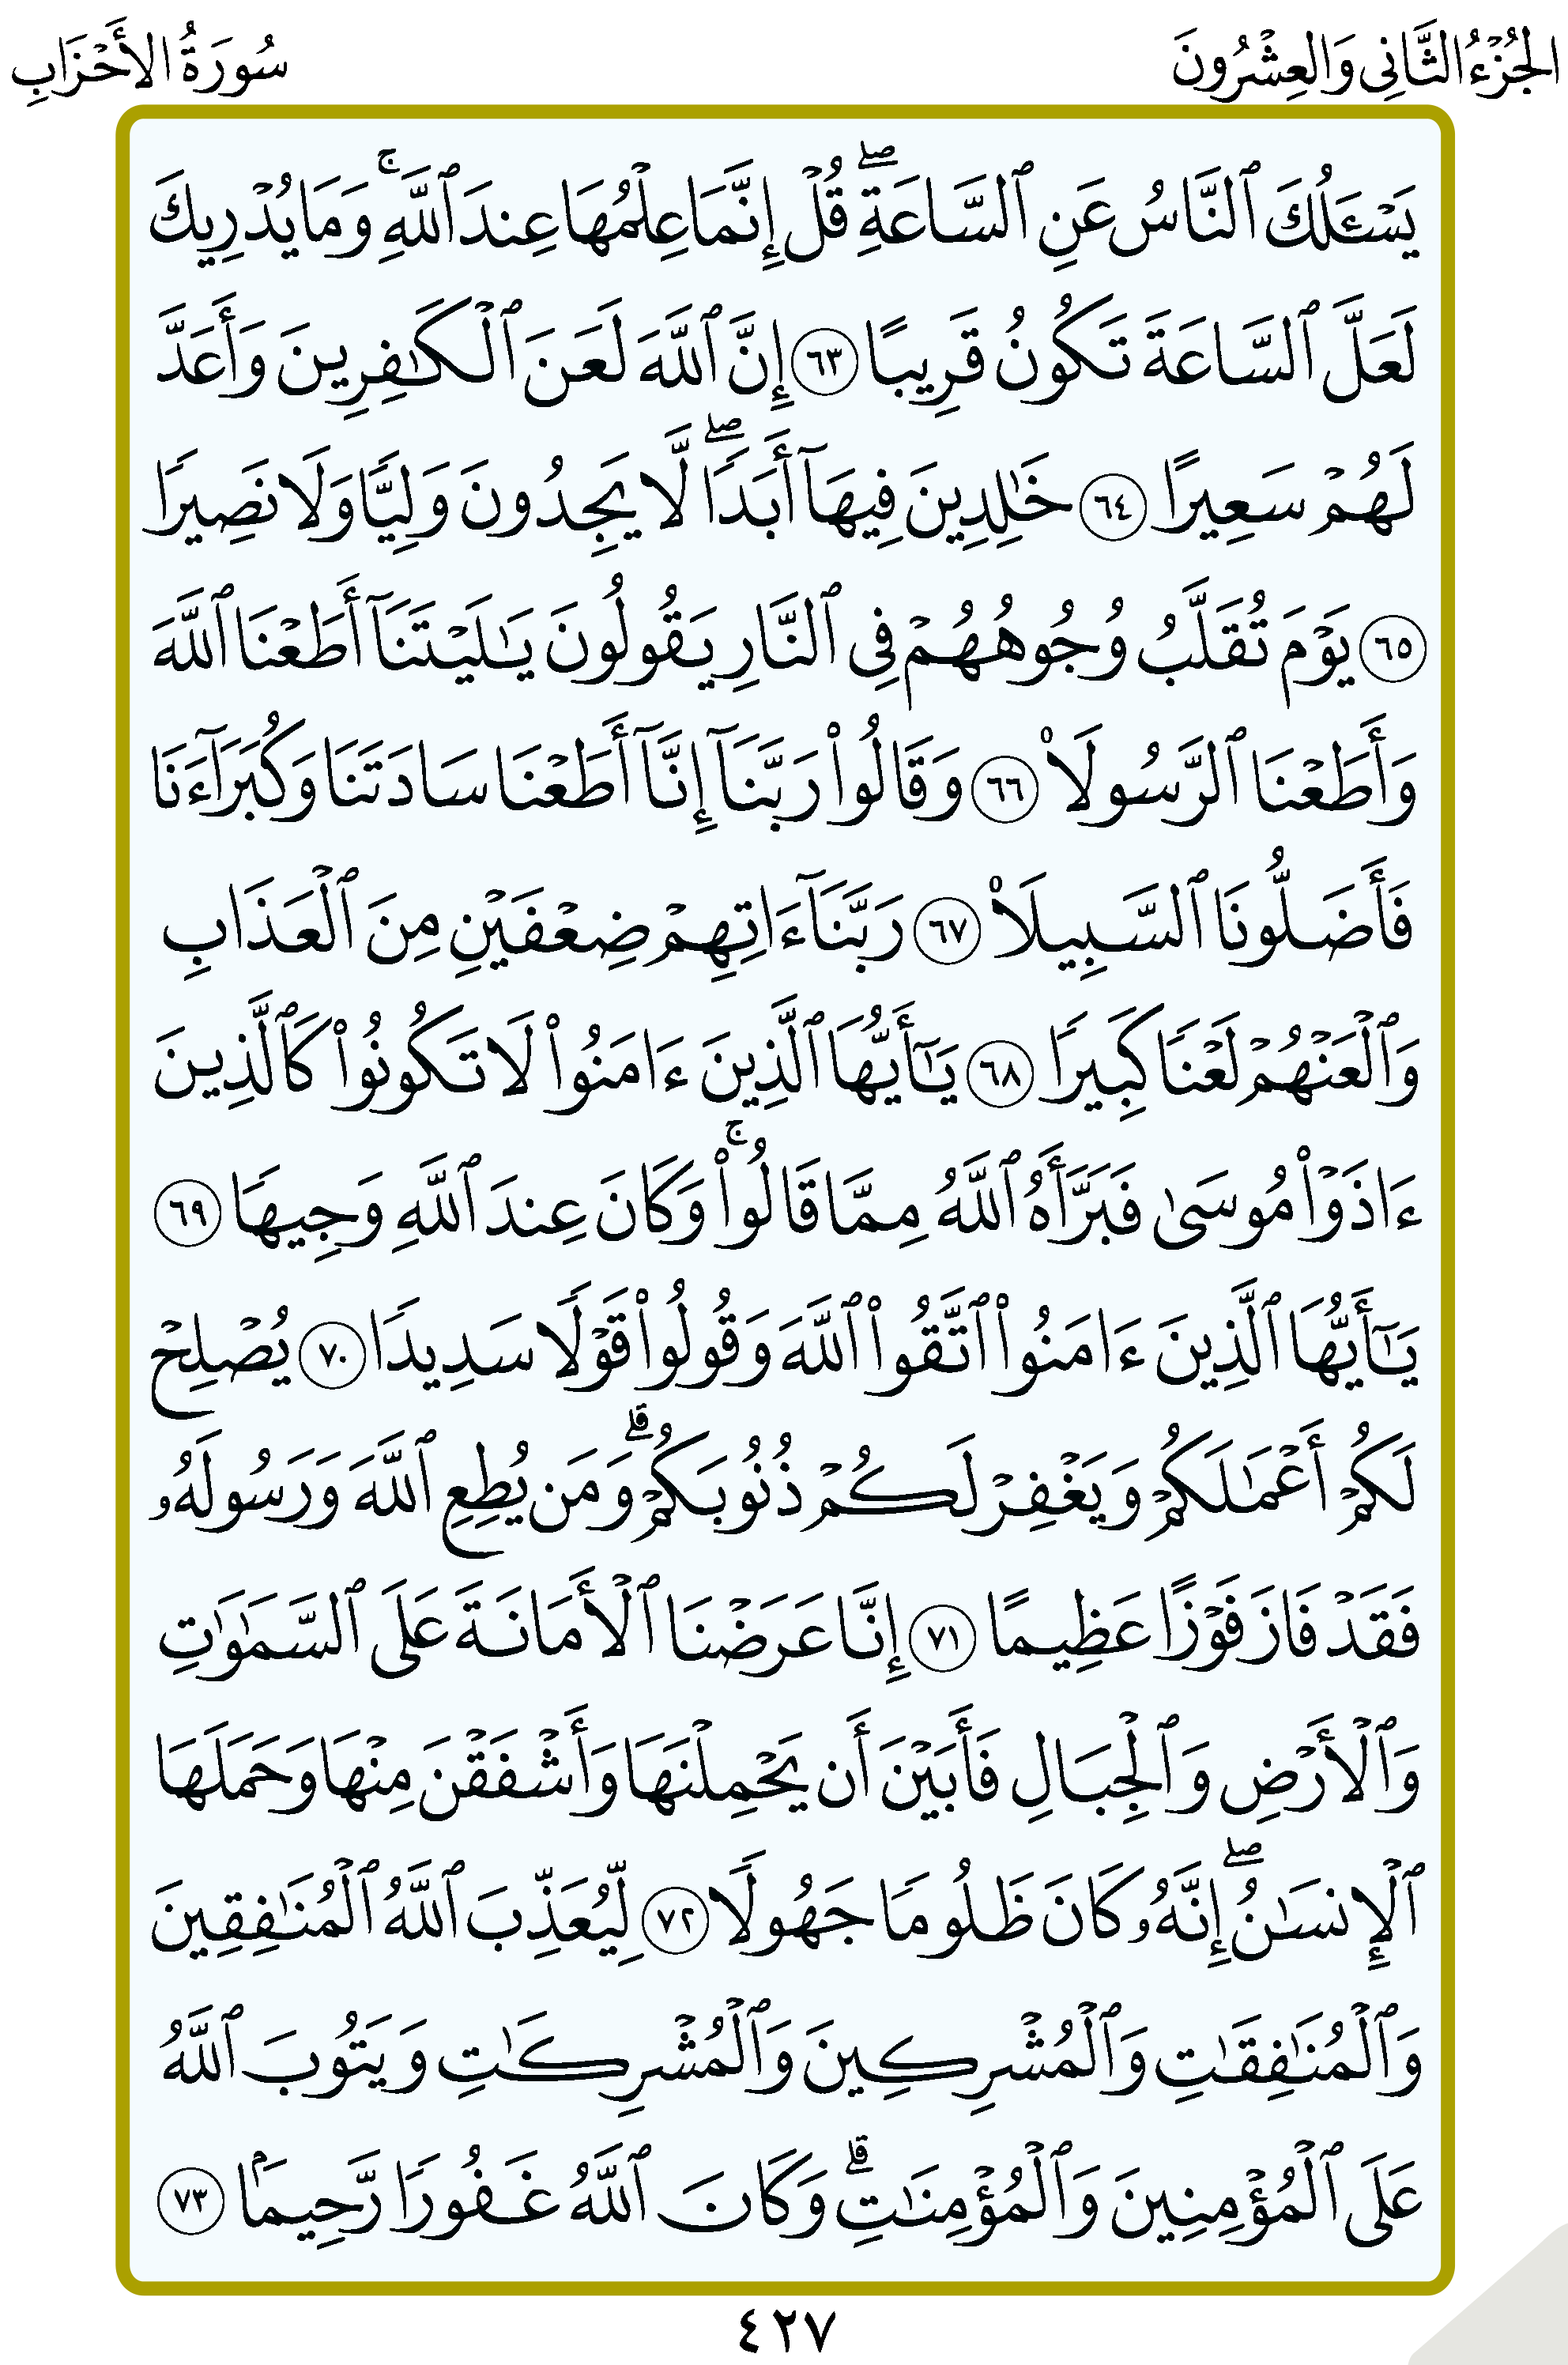 الجُزْءُ الثَّانِي وَالعِشْرُونَ
سُورَةُ الأَحْزَابِ
يَسْـَٔلُكَ ٱلنَّاسُ عَنِ ٱلسَّاعَةِۖ قُلْ إِنَّمَا عِلْمُهَا عِندَ ٱللَّهِۚ وَمَا يُدْرِيكَ
لَعَلَّ ٱلسَّاعَةَ تَكُونُ قَرِيبًا ٦٣ إِنَّ ٱللَّهَ لَعَنَ ٱلْكَٰفِرِينَ وَأَعَدَّ
لَهُمْ سَعِيرًا ٦٤ خَٰلِدِينَ فِيهَآ أَبَدًاۖ لَّا يَجِدُونَ وَلِيًّا وَلَا نَصِيرًا
٦٥ يَوْمَ تُقَلَّبُ وُجُوهُهُمْ فِى ٱلنَّارِ يَقُولُونَ يَٰلَيْتَنَآ أَطَعْنَا ٱللَّهَ
وَأَطَعْنَا ٱلرَّسُولَا۠ ٦٦ وَقَالُوا۟ رَبَّنَآ إِنَّآ أَطَعْنَا سَادَتَنَا وَكُبَرَآءَنَا
فَأَضَلُّونَا ٱلسَّبِيلَا۠ ٦٧ رَبَّنَآ ءَاتِهِمْ ضِعْفَيْنِ مِنَ ٱلْعَذَابِ
وَٱلْعَنْهُمْ لَعْنًا كَبِيرًا ٦٨ يَٰٓأَيُّهَا ٱلَّذِينَ ءَامَنُوا۟ لَا تَكُونُوا۟ كَٱلَّذِينَ
ءَاذَوْا۟ مُوسَىٰ فَبَرَّأَهُ ٱللَّهُ مِمَّا قَالُوا۟ۚ وَكَانَ عِندَ ٱللَّهِ وَجِيهًا ٦٩
يَٰٓأَيُّهَا ٱلَّذِينَ ءَامَنُوا۟ ٱتَّقُوا۟ ٱللَّهَ وَقُولُوا۟ قَوْلًا سَدِيدًا ٧٠ يُصْلِحْ
لَكُمْ أَعْمَٰلَكُمْ وَيَغْفِرْ لَكُمْ ذُنُوبَكُمْۗ وَمَن يُطِعِ ٱللَّهَ وَرَسُولَهُۥ
فَقَدْ فَازَ فَوْزًا عَظِيمًا ٧١ إِنَّا عَرَضْنَا ٱلْأَمَانَةَ عَلَى ٱلسَّمَٰوَٰتِ
وَٱلْأَرْضِ وَٱلْجِبَالِ فَأَبَيْنَ أَن يَحْمِلْنَهَا وَأَشْفَقْنَ مِنْهَا وَحَمَلَهَا
ٱلْإِنسَٰنُۖ إِنَّهُۥ كَانَ ظَلُومًا جَهُولًا ٧٢ لِّيُعَذِّبَ ٱللَّهُ ٱلْمُنَٰفِقِينَ
وَٱلْمُنَٰفِقَٰتِ وَٱلْمُشْرِكِينَ وَٱلْمُشْرِكَٰتِ وَيَتُوبَ ٱللَّهُ
عَلَى ٱلْمُؤْمِنِينَ وَٱلْمُؤْمِنَٰتِۗ وَكَانَ ٱللَّهُ غَفُورًا رَّحِيمًۢا ٧٣
٤٢٧